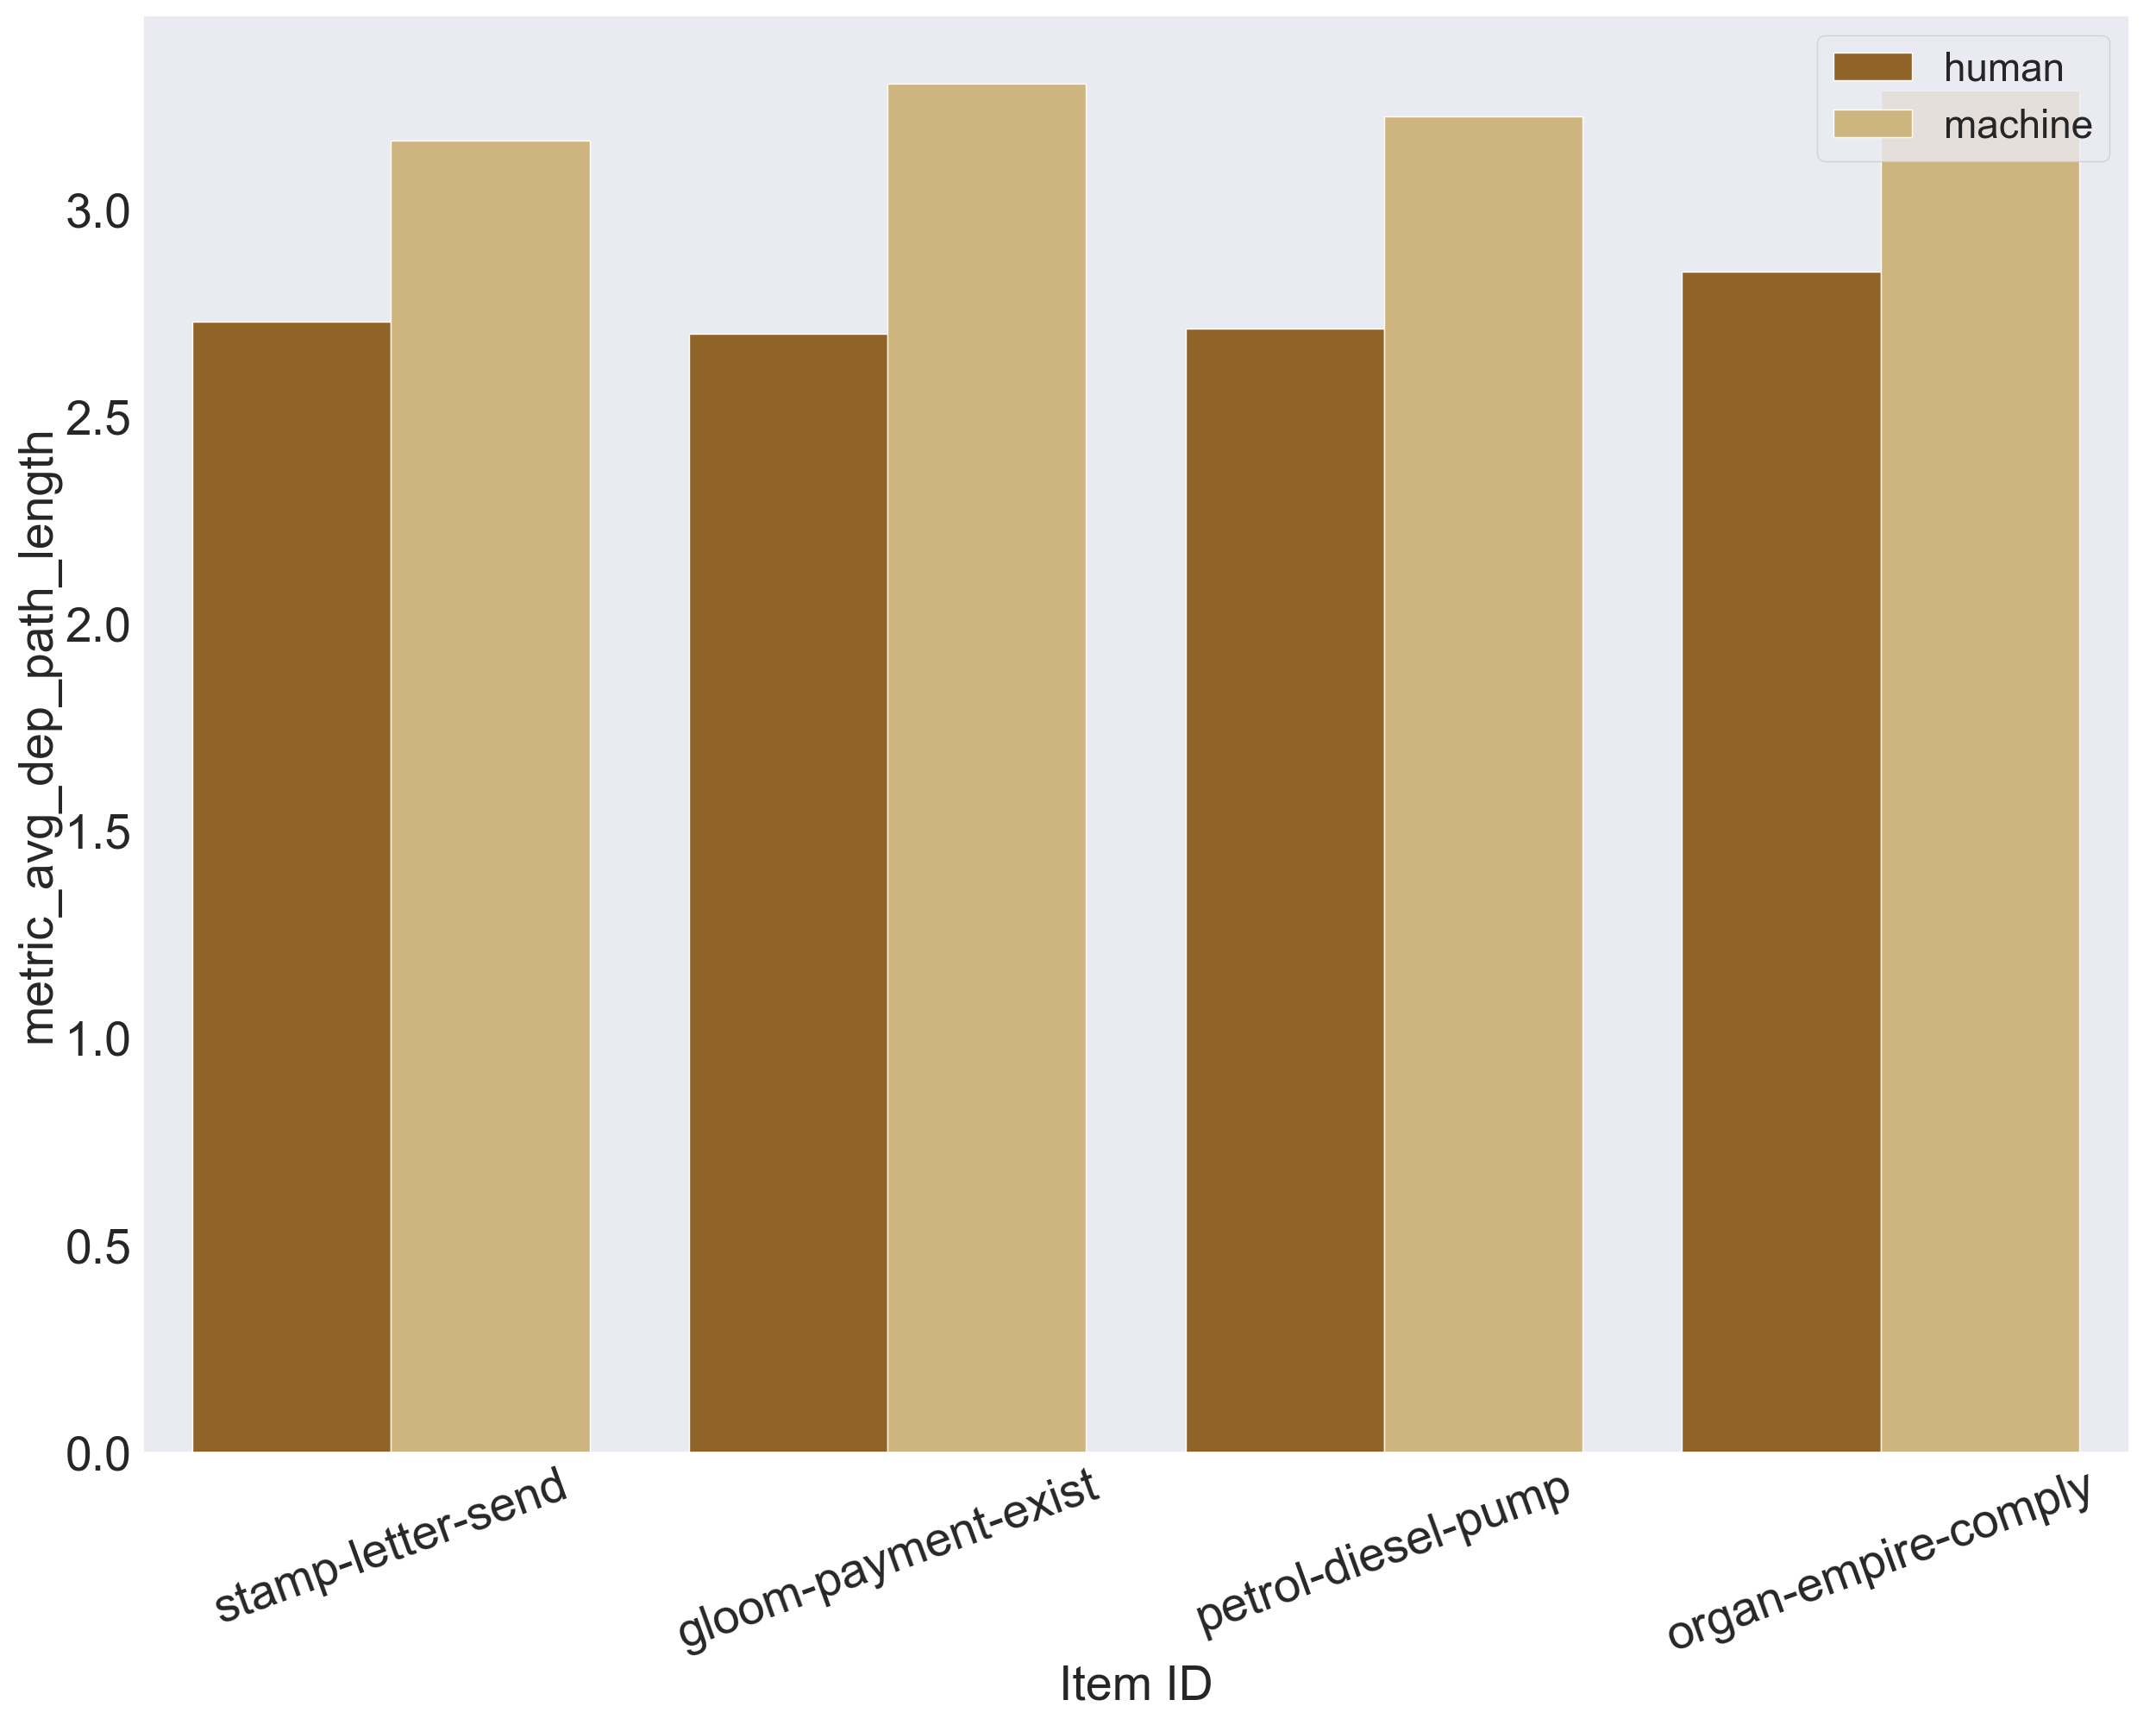 human
machine
metric_avg_dep_path_length
3.0
2.5
2.0
1.5
1.0
0.5
0.0
stamp-letter-send
gloom-payment-exist
petrol-diesel-pump
organ-empire-comply
Item ID